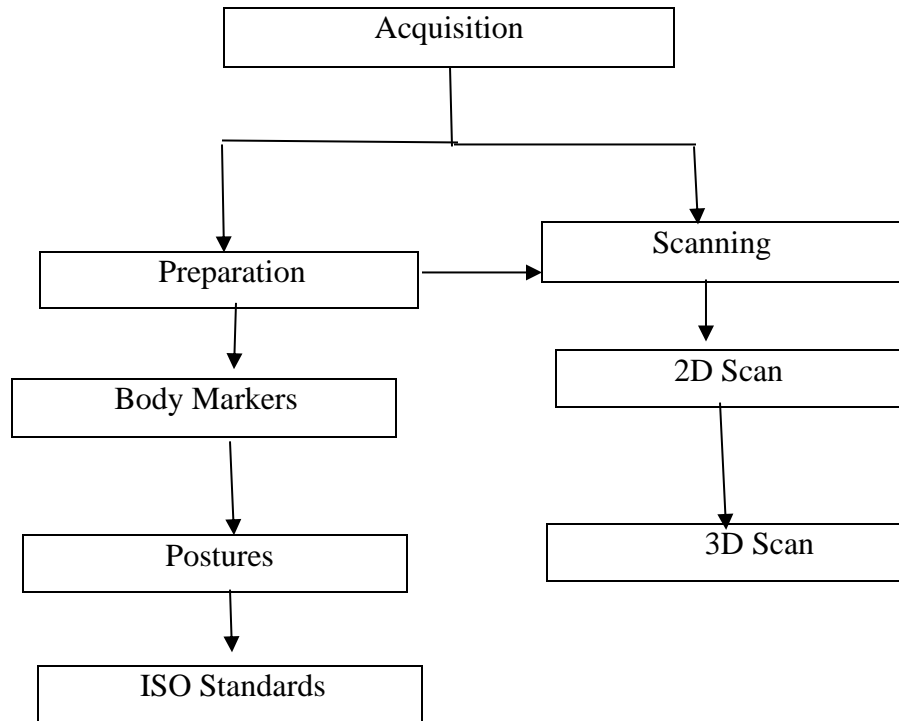 Acquisition
Preparation
Scanning
Body Markers
2D Scan
Postures
3D Scan
ISO Standards